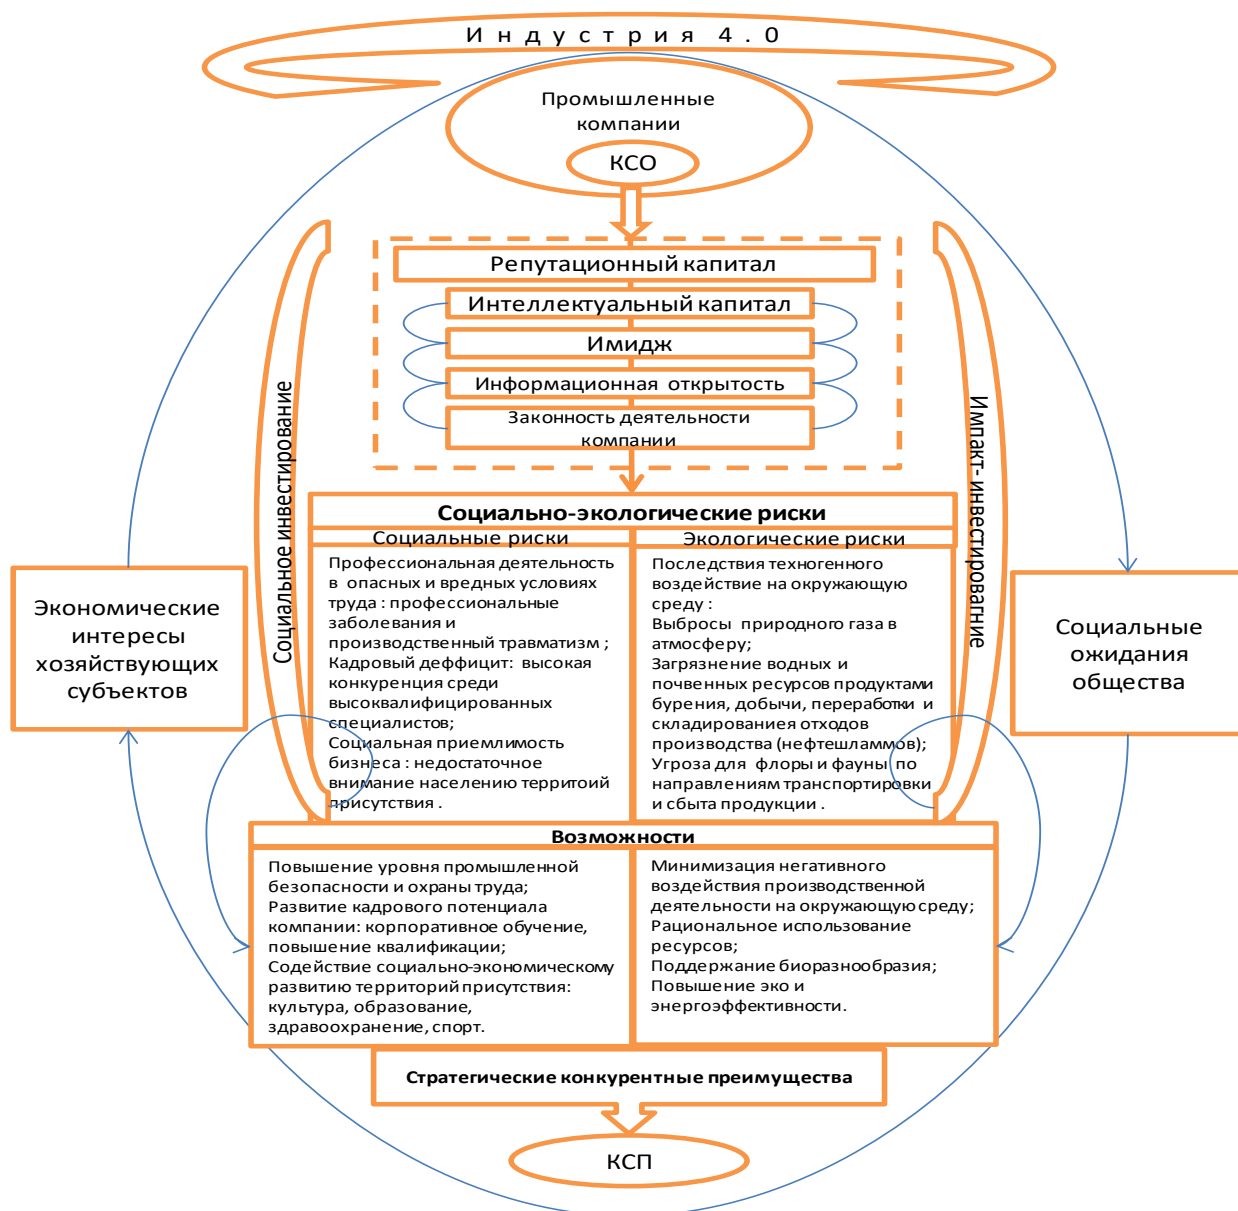 Индустрия 4.0
Промышленные
компании
КСО
Репутационный капитал
Интеллектуальный капитал
Имидж
Информационная открытость
Законность деятельности
компании
Социальное инвестирование
Импакт- инвестировагние
Социально-экологические риски
Социальные риски
Профессиональная деятельность
в опасных и вредных условиях
труда : профессиональные
заболевания и
производственный травматизм ;
Кадровый деффицит: высокая
конкуренция среди
высоквалифицированных
специалистов;
Социальная приемлимость
бизнеса : недостаточное
внимание населению территоий
присутствия .
Экологические риски
Последствия техногенного
воздействие на окружающую
среду :
Выбросы природного газа в
атмосферу;
Загрязнение водных и
почвенных ресурсов продуктами
бурения, добычи, переработки и
складированиея отходов
производства (нефтешламмов);
Угроза для флоры и фауны по
направлениям транспортировки
и сбыта продукции .
Экономические
интересы
хозяйствующих
субъектов
Социальные
ожидания
общества
Возможности
Повышение уровня промышленной
безопасности и охраны труда;
Развитие кадрового потенциала
компании: корпоративное обучение,
повышение квалификации;
Содействие социально-экономическому
развитию территорий присутствия:
культура, образование,
здравоохранение, спорт.
Минимизация негативного
воздействия производственной
деятельности на окружающую среду;
Рациональное использование
ресурсов;
Поддержание биоразнообразия;
Повышение эко и
энергоэффективности.
Стратегические конкурентные преимущества
КСП